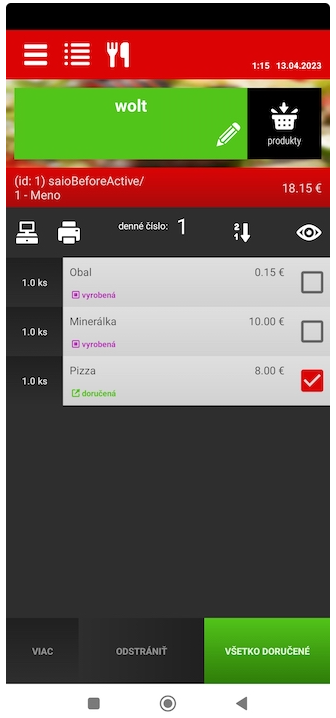 1:15 13.04.2023
wolt
produkty
(id: 1) saioBeforeActive/
1 - Meno
18.15 €
denné číslo: 1
2
1
1.0 ks
Obal
0.15 €
vyrobená
1.0 ks
Minerálka
10.00 €
vyrobená
1.0 ks
Pizza
8.00 €
doručená
VIAC
ODSTRÁNIŤ
VŠETKO DORUČENÉ